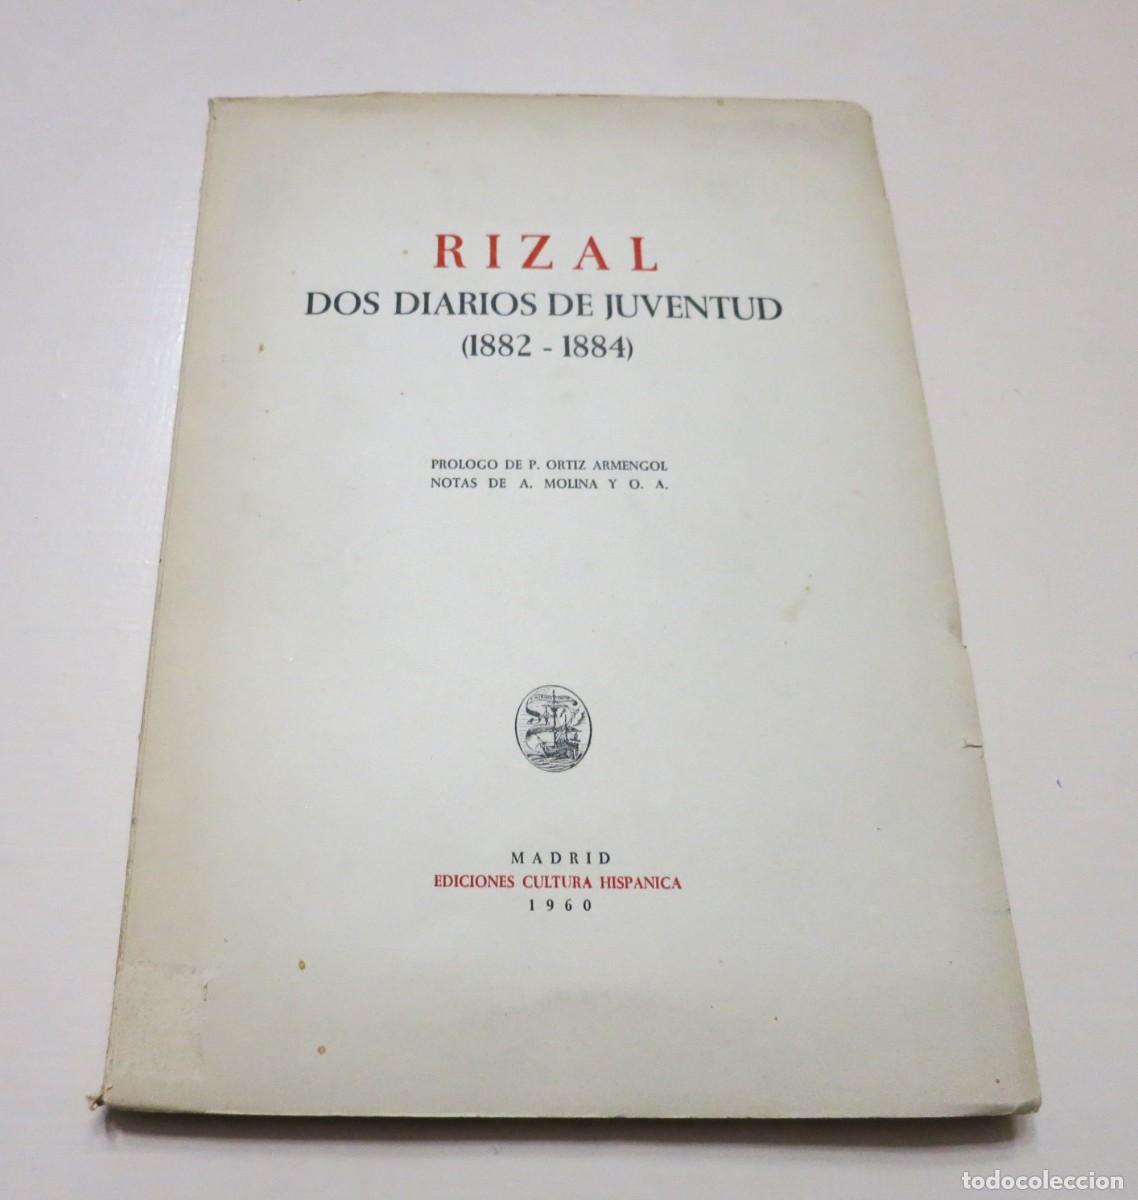 RIZAL
DOS DIARIOS DE JUVENTUD
(1882 - 1884)
PROLOGO DE P. ORTIZ ARMENGOL
NOTAS DE A. MOLINA Y O. A.
MADRID
EDICIONES CULTURA HISPANICA
1960
todocoleccion